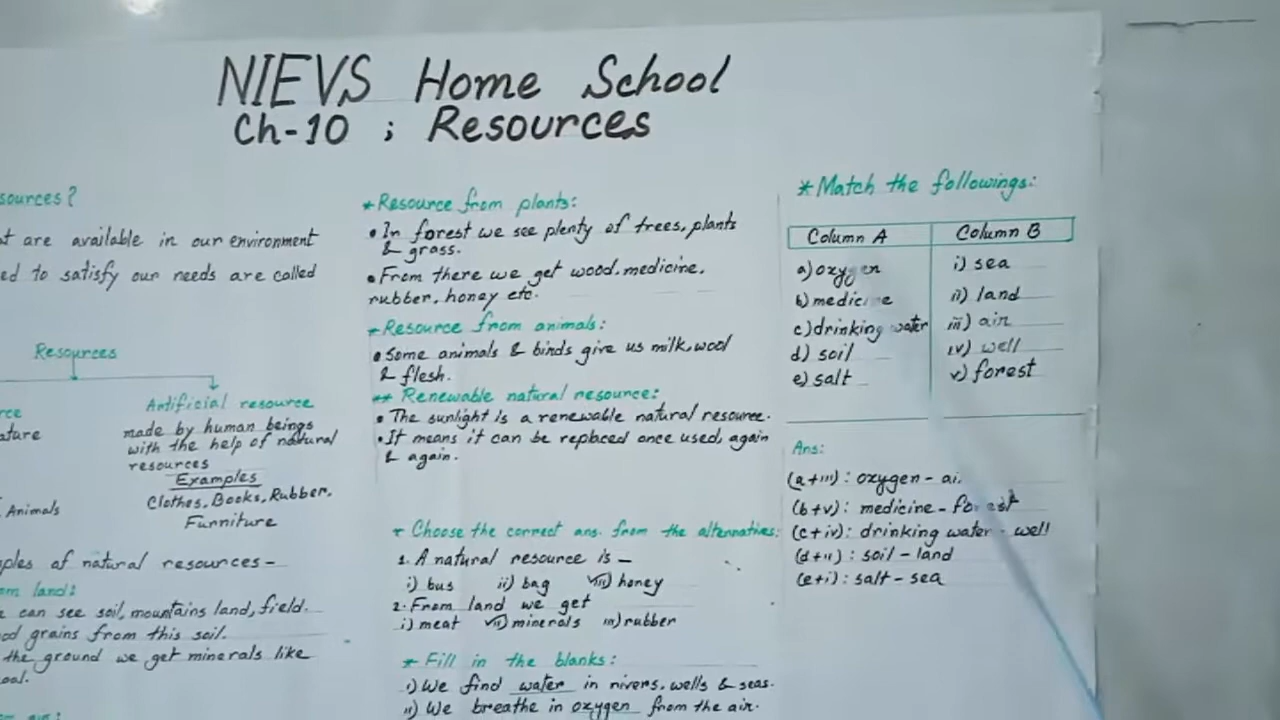 NIEVS Home School
Ch-10 ; Resources
sources?
are available in our environment
ed to satisfy our needs are called
Resources
Artificial resource
made by human beings
with the help of natural
resources
Examples
Clothes, Books, Rubber,
Furniture
rce
ature
Animals
ples of natural resources-
om land:
can see soil, mountains land, field.
od grains from this soil.
the ground we get minerals like
oal.
* Resource from plants:
• In forest we see plenty of trees, plants
& grass.
• From there we get wood, medicine,
rubber, honey etc.
* Resource from animals:
• Some animals & birds give us milk, wool
& flesh.
** Renewable natural resource:
• The sunlight is a renewable natural resource.
• It means it can be replaced once used, again
& again.
* Choose the correct ans. from the alternatives:
1. A natural resource is -
i) bus ii) bag ✓iii) honey
2. From land we get
i) meat ✓ii) minerals iii) rubber
* Fill in the blanks:
i) We find water in rivers, wells & seas.
ii) We breathe in oxygen from the air.
* Match the followings:
Column A Column B
a) oxygen i) sea
b) medicine ii) land
c) drinking water iii) air
d) soil iv) well
e) salt v) forest
Ans:
(a+iii): oxygen - ai
(b+v): medicine - forest
(c+iv): drinking water - well
(d+ii): soil - land
(e+i): salt - sea